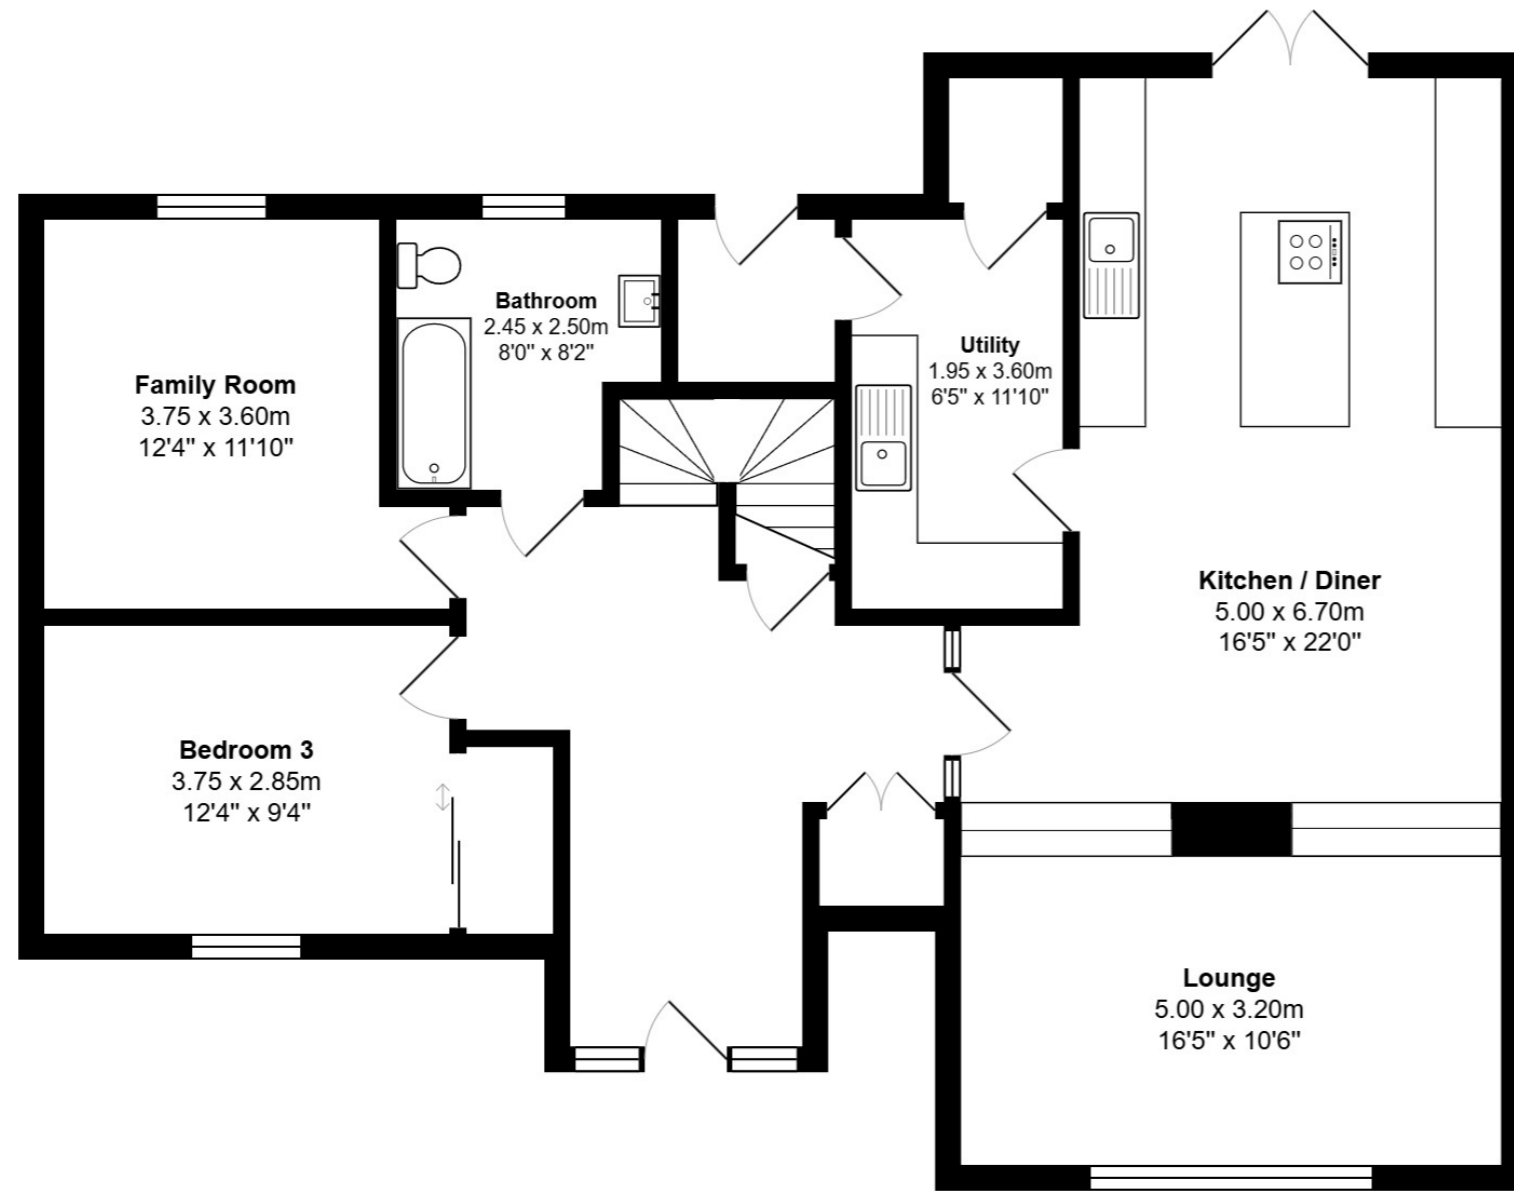 Bathroom
2.45 x 2.50m
8'0" x 8'2"
Utility
1.95 x 3.60m
6'5" x 11'10"
Family Room
3.75 x 3.60m
12'4" x 11'10"
Kitchen / Diner
5.00 x 6.70m
16'5" x 22'0"
Bedroom 3
3.75 x 2.85m
12'4" x 9'4"
Lounge
5.00 x 3.20m
16'5" x 10'6"